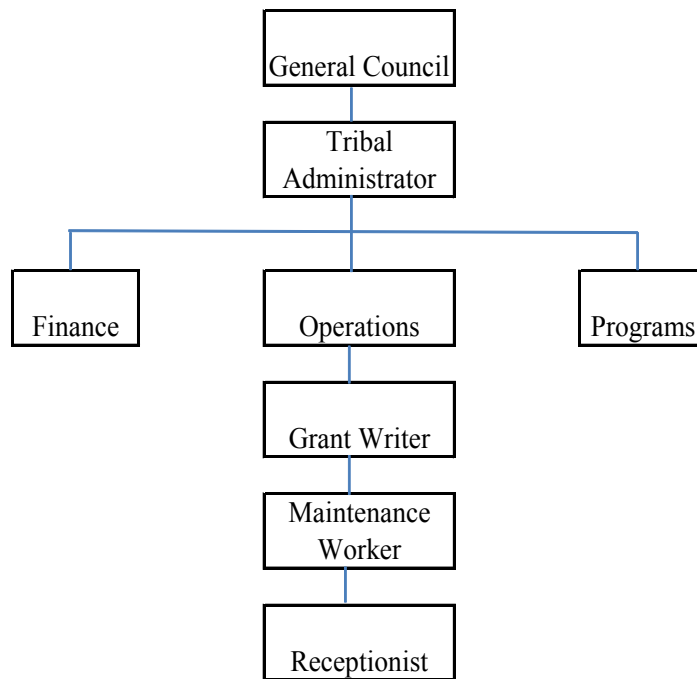 General Council
Tribal
Administrator
Finance
Operations
Programs
Grant Writer
Maintenance
Worker
Receptionist